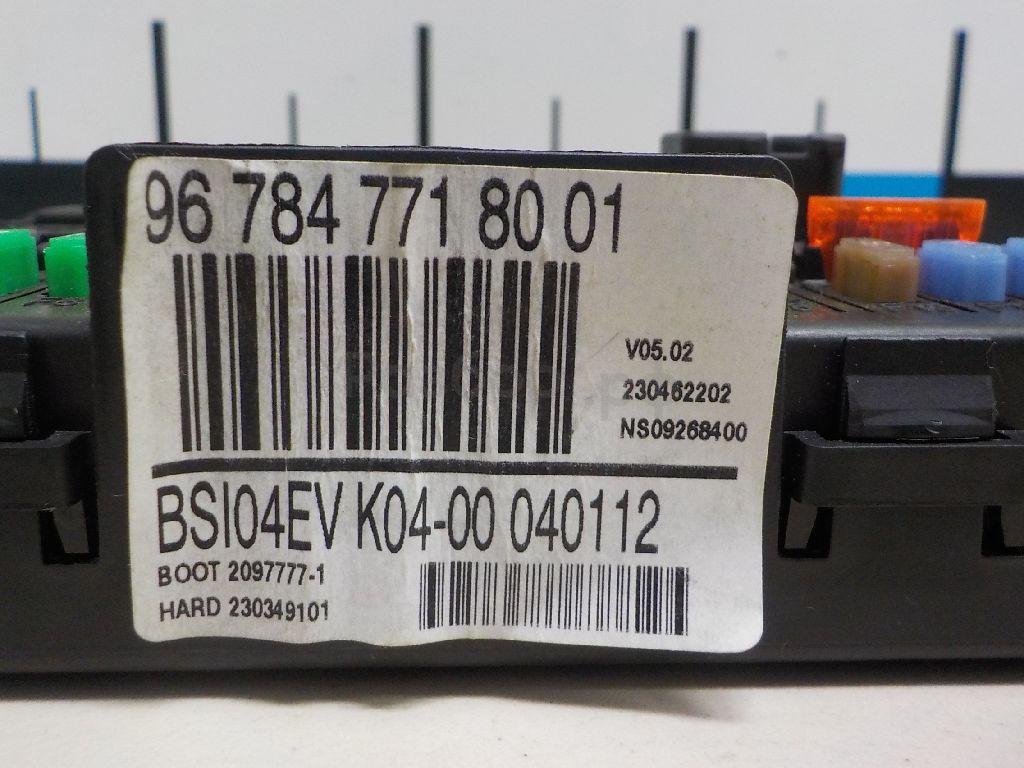 96 784 771 80 01
V05.02
230462202
NS09268400
BSI04EV K04-00 040112
BOOT 2097777-1
HARD 230349101